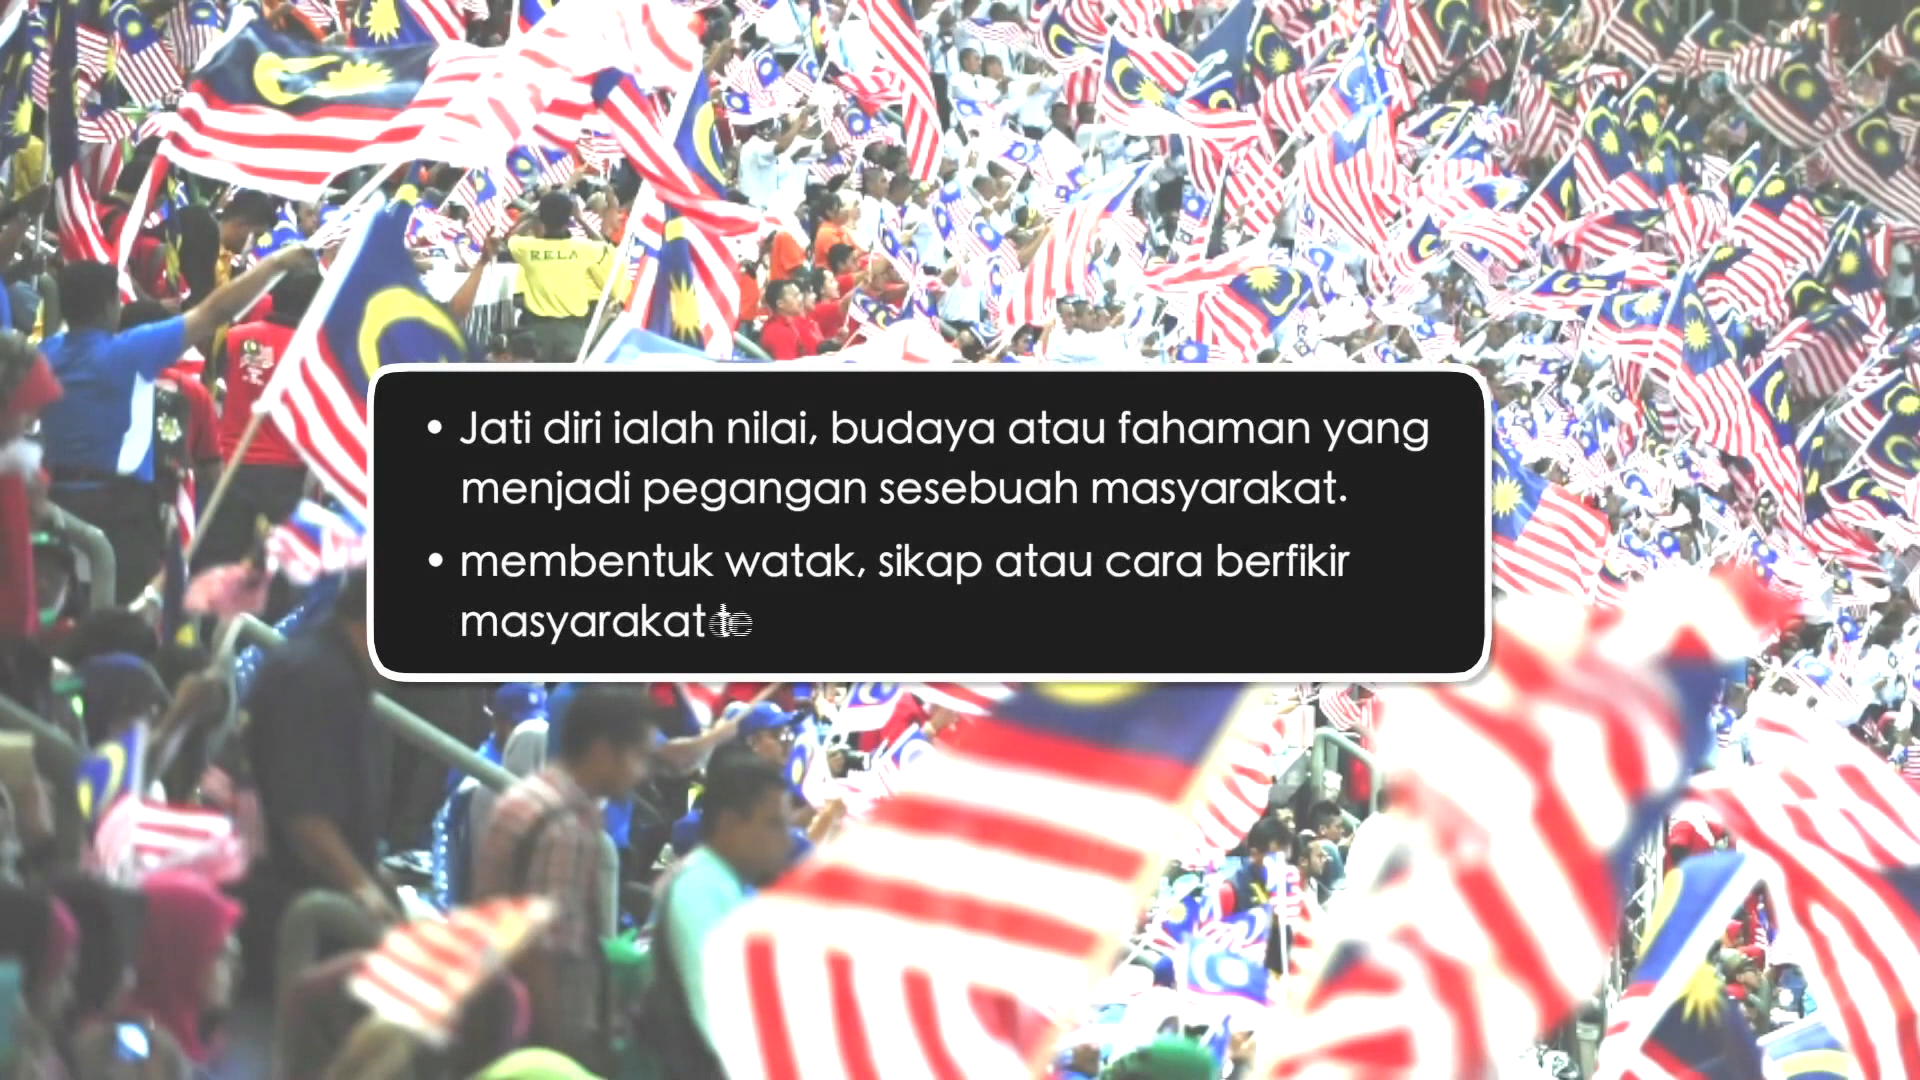 RELA
• Jati diri ialah nilai, budaya atau fahaman yang
menjadi pegangan sesebuah masyarakat.
• membentuk watak, sikap atau cara berfikir
masyarakat